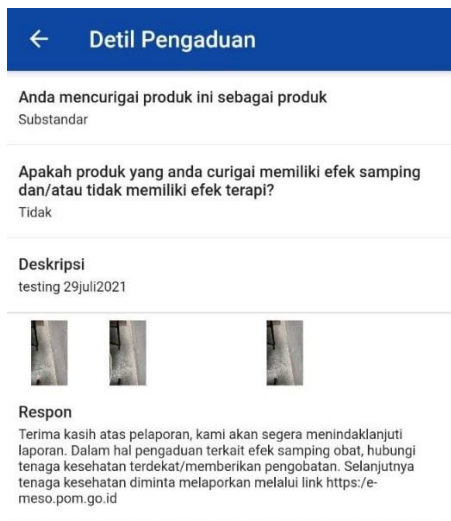 Detil Pengaduan
Anda mencurigai produk ini sebagai produk
Substandar
Apakah produk yang anda curigai memiliki efek samping
dan/atau tidak memiliki efek terapi?
Tidak
Deskripsi
testing 29juli2021
Respon
Terima kasih atas pelaporan, kami akan segera menindaklanjuti
laporan. Dalam hal pengaduan terkait efek samping obat, hubungi
tenaga kesehatan terdekat/memberikan pengobatan. Selanjutnya
tenaga kesehatan diminta melaporkan melalui link https:/e-
meso.pom.go.id